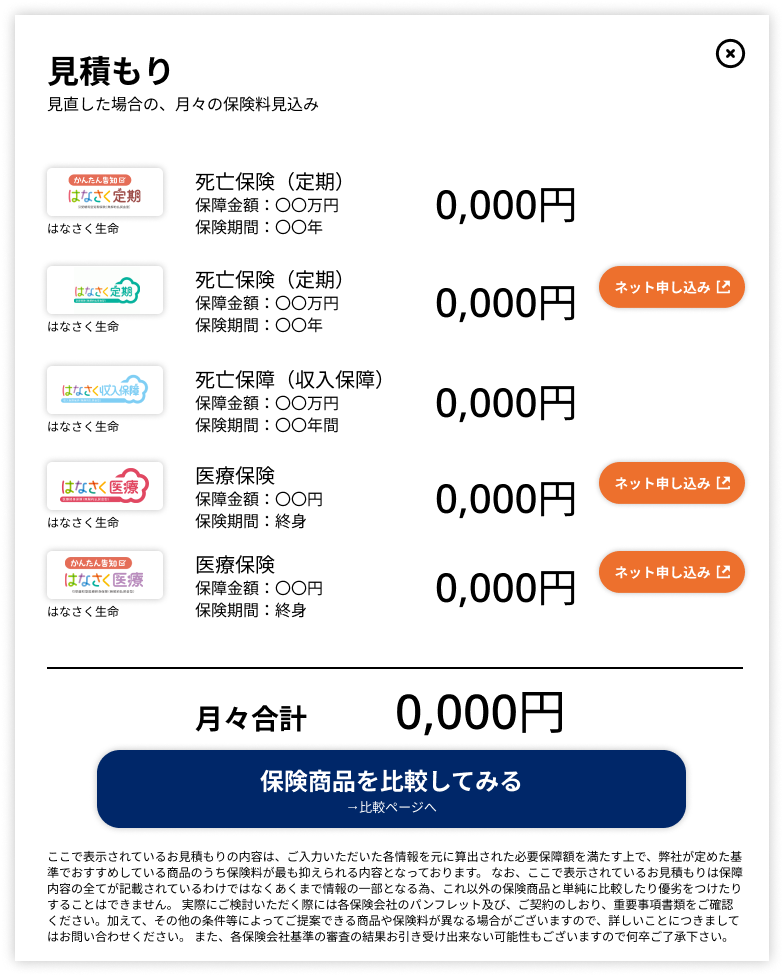 見積もり
見直した場合の、月々の保険料見込み
かんたん告知
はなさく定期
はなさく生命
死亡保険（定期）
保障金額：〇〇万円
保険期間：〇〇年
0,000円
はなさく定期
はなさく生命
死亡保険（定期）
保障金額：〇〇万円
保険期間：〇〇年
0,000円
ネット申し込み
はなさく収入保障
はなさく生命
死亡保障（収入保障）
保障金額：〇〇万円
保険期間：〇〇年間
0,000円
はなさく医療
はなさく生命
医療保険
保障金額：〇〇円
保険期間：終身
0,000円
ネット申し込み
かんたん告知
はなさく医療
はなさく生命
医療保険
保障金額：〇〇円
保険期間：終身
0,000円
ネット申し込み
月々合計
0,000円
保険商品を比較してみる
→比較ページへ
ここで表示されているお見積もりの内容は、ご入力いただいた各情報を元に算出された必要保障額を満たす上で、弊社が定めた基
準でおすすめしている商品のうち保険料が最も抑えられる内容となっております。 なお、ここで表示されているお見積もりは保障
内容の全てが記載されているわけではなくあくまで情報の一部となる為、これ以外の保険商品と単純に比較したり優劣をつけたり
することはできません。 実際にご検討いただく際には各保険会社のパンフレット及び、ご契約のしおり、重要事項書類をご確認
ください。加えて、その他の条件等によってご提案できる商品や保険料が異なる場合がございますので、詳しいことにつきまして
はお問い合わせください。 また、各保険会社基準の審査の結果お引き受け出来ない可能性もございますので何卒ご了承下さい。